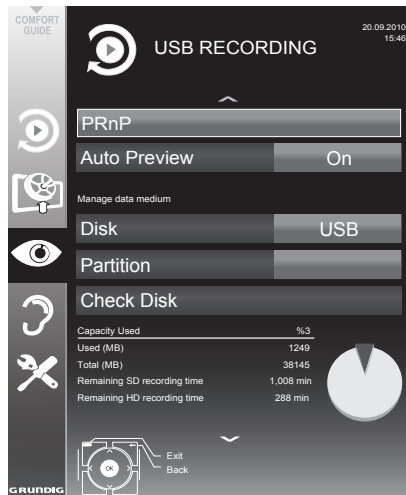 COMFORT
GUIDE
USB RECORDING
20.09.2010
15:46
PRnP
Auto Preview On
Manage data medium
Disk USB
Partition
Check Disk
Capacity Used %3
Used (MB) 1249
Total (MB) 38145
Remaining SD recording time 1,008 min
Remaining HD recording time 288 min
Exit
Back
OK
GRUNDIG